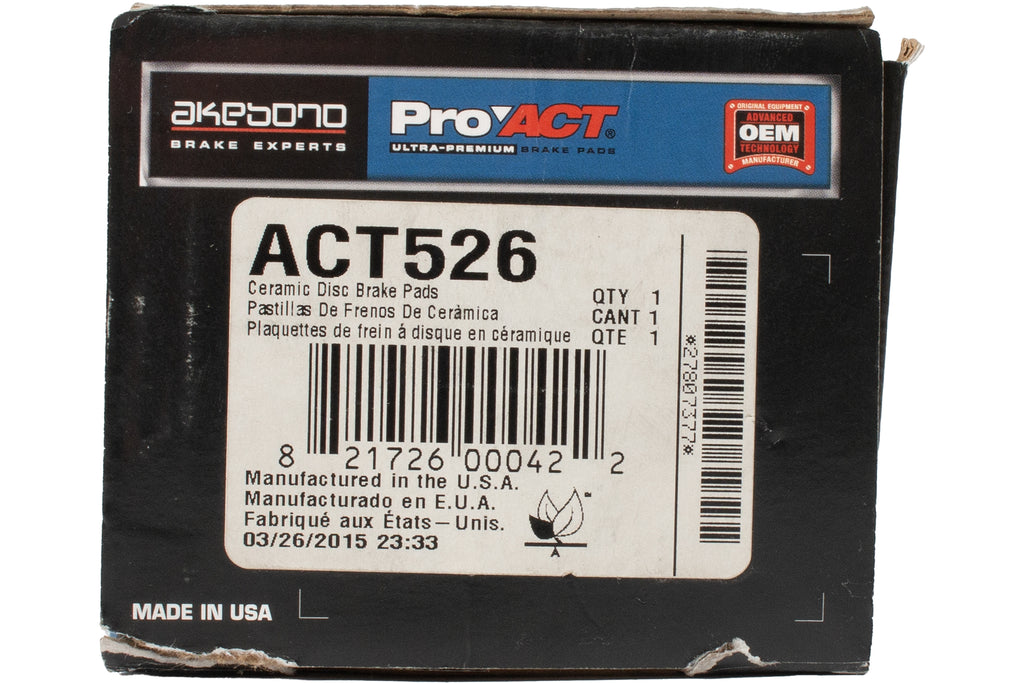 akebono
BRAKE EXPERTS
ProACT®
ULTRA-PREMIUM BRAKE PADS
ORIGINAL EQUIPMENT
ADVANCED
OEM
TECHNOLOGY
MANUFACTURER
ACT526
Ceramic Disc Brake Pads
Pastillas De Frenos De Ceràmica
Plaquettes de frein á disque en céramique
QTY 1
CANT 1
QTE 1
8 21726 00042 2
*27807377*
Manufactured in the U.S.A.
Manufacturado en E.U.A.
Fabriqué aux États–Unis.
03/26/2015 23:33
A
MADE IN USA